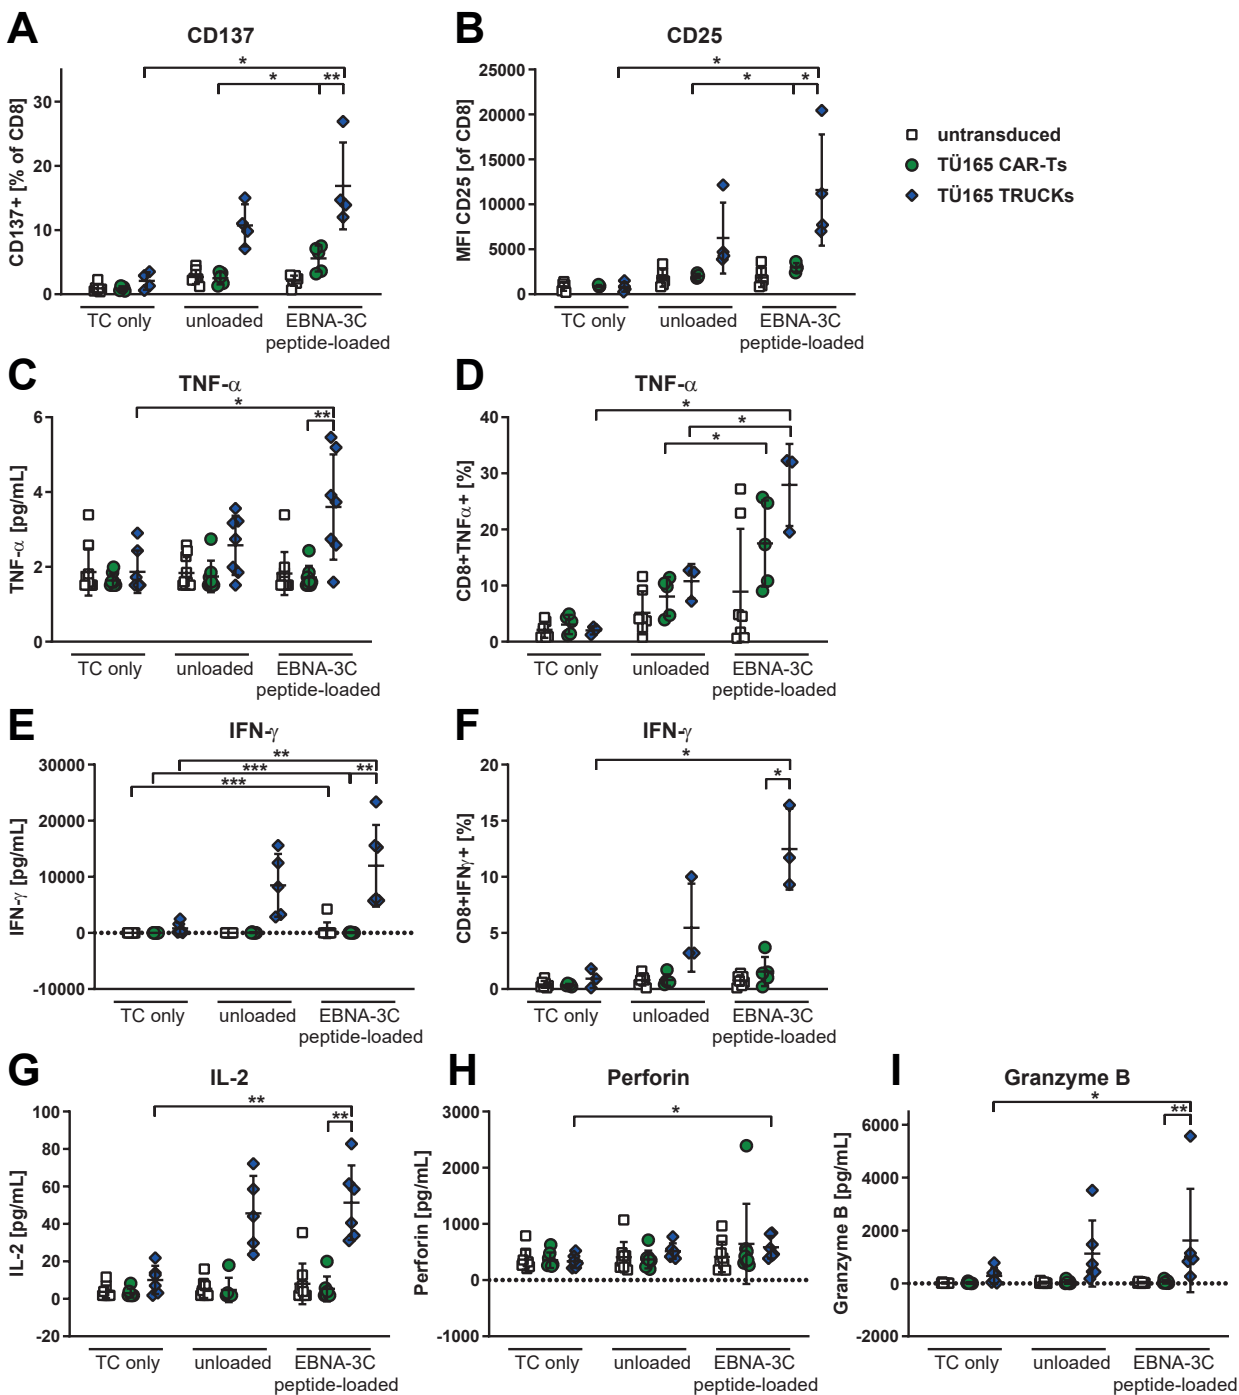 A
CD137
CD137+ [% of CD8]
30
20
10
0
*
*
**
TC only
unloaded
EBNA-3C
peptide-loaded
B
CD25
MFI CD25 [of CD8]
25000
20000
15000
10000
5000
0
*
*
*
TC only
unloaded
EBNA-3C
peptide-loaded
untransduced
TÜ165 CAR-Ts
TÜ165 TRUCKs
C
TNF-α
TNF-α [pg/mL]
6
4
2
0
*
**
TC only
unloaded
EBNA-3C
peptide-loaded
D
TNF-α
CD8+TNFα+ [%]
40
30
20
10
0
*
*
*
TC only
unloaded
EBNA-3C
peptide-loaded
E
IFN-γ
IFN-γ [pg/mL]
30000
20000
10000
0
-10000
**
***
**
***
TC only
unloaded
EBNA-3C
peptide-loaded
F
IFN-γ
CD8+IFNγ+ [%]
20
15
10
5
0
*
*
TC only
unloaded
EBNA-3C
peptide-loaded
G
IL-2
IL-2 [pg/mL]
100
80
60
40
20
0
-20
**
**
TC only
unloaded
EBNA-3C
peptide-loaded
H
Perforin
Perforin [pg/mL]
3000
2000
1000
0
-1000
*
TC only
unloaded
EBNA-3C
peptide-loaded
I
Granzyme B
Granzyme B [pg/mL]
6000
4000
2000
0
-2000
*
**
TC only
unloaded
EBNA-3C
peptide-loaded